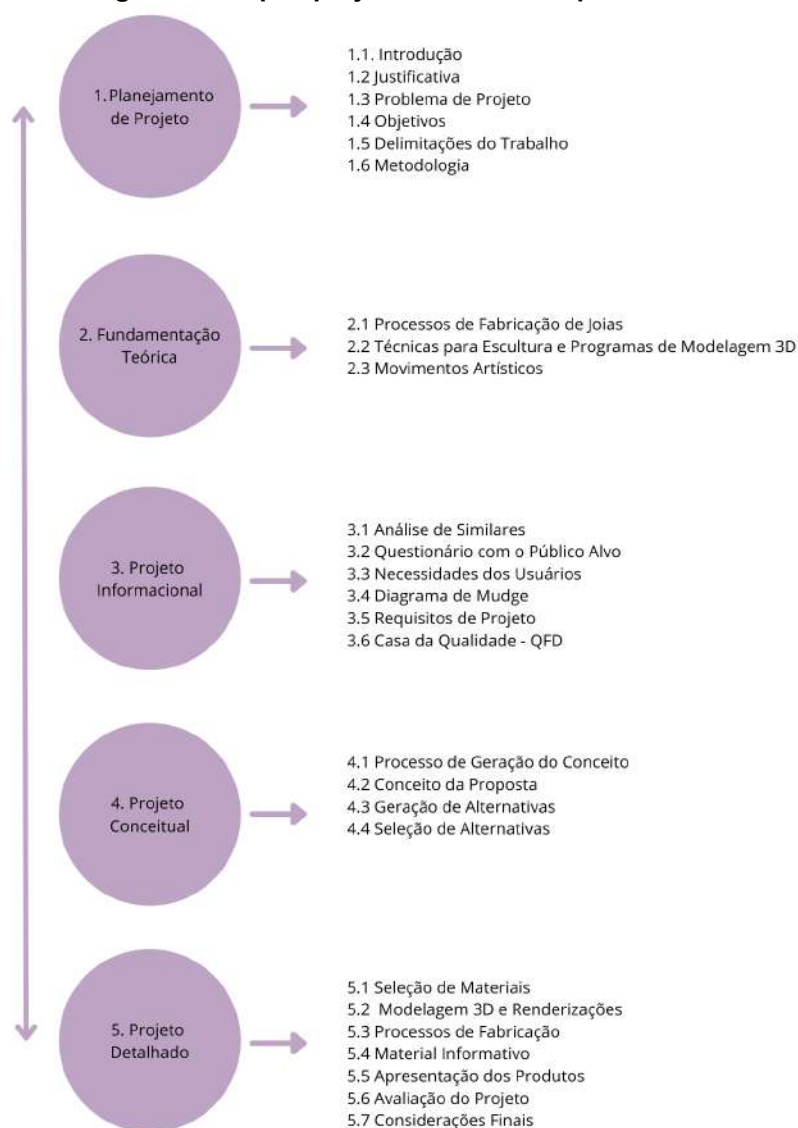 1.Planejamento
de Projeto
1.1. Introdução
1.2 Justificativa
1.3 Problema de Projeto
1.4 Objetivos
1.5 Delimitações do Trabalho
1.6 Metodologia
2. Fundamentação
Teórica
2.1 Processos de Fabricação de Joias
2.2 Técnicas para Escultura e Programas de Modelagem 3D
2.3 Movimentos Artísticos
3. Projeto
Informacional
3.1 Análise de Similares
3.2 Questionário com o Público Alvo
3.3 Necessidades dos Usuários
3.4 Diagrama de Mudge
3.5 Requisitos de Projeto
3.6 Casa da Qualidade - QFD
4. Projeto
Conceitual
4.1 Processo de Geração do Conceito
4.2 Conceito da Proposta
4.3 Geração de Alternativas
4.4 Seleção de Alternativas
5. Projeto
Detalhado
5.1 Seleção de Materiais
5.2 Modelagem 3D e Renderizações
5.3 Processos de Fabricação
5.4 Material Informativo
5.5 Apresentação dos Produtos
5.6 Avaliação do Projeto
5.7 Considerações Finais